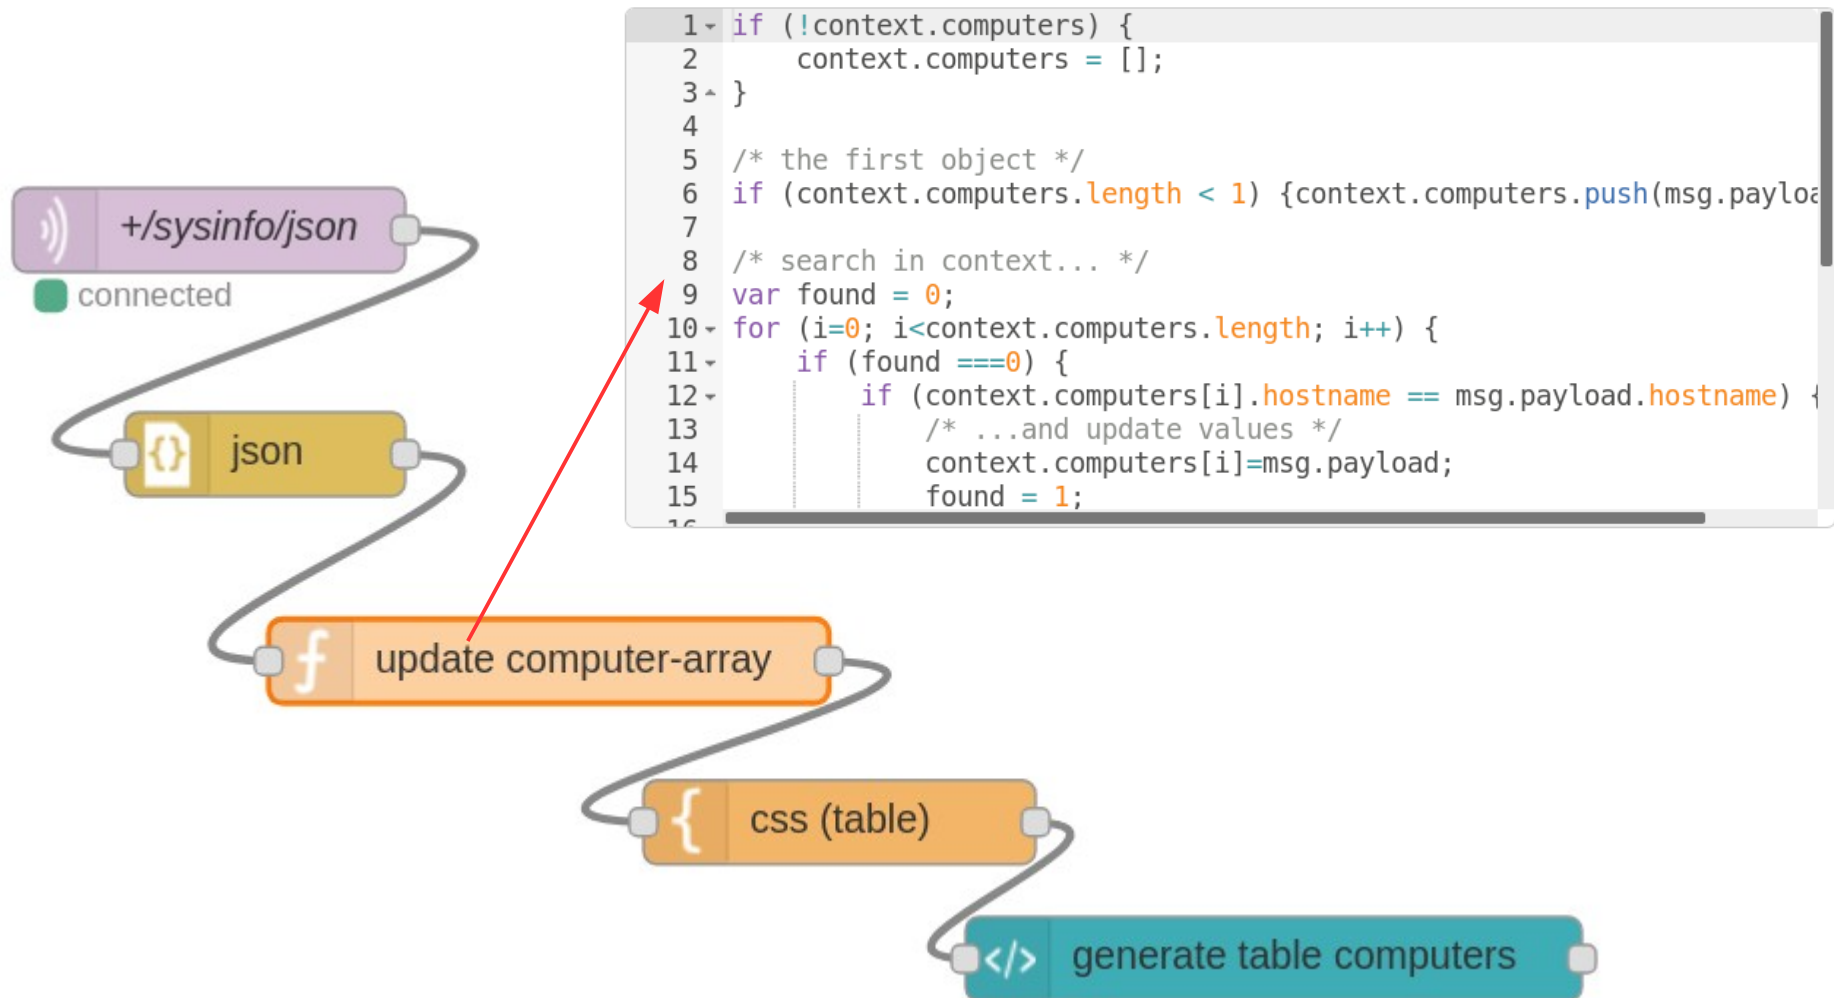 1 if (!context.computers) {
2 context.computers = [];
3 }
4
5 /* the first object */
6 if (context.computers.length < 1) {context.computers.push(msg.payloa
7
8 /* search in context... */
9 var found = 0;
10 for (i=0; i<context.computers.length; i++) {
11 if (found ===0) {
12 if (context.computers[i].hostname == msg.payload.hostname) {
13 /* ...and update values */
14 context.computers[i]=msg.payload;
15 found = 1;
16
+/sysinfo/json
connected
{} json
f update computer-array
{ css (table)
</> generate table computers